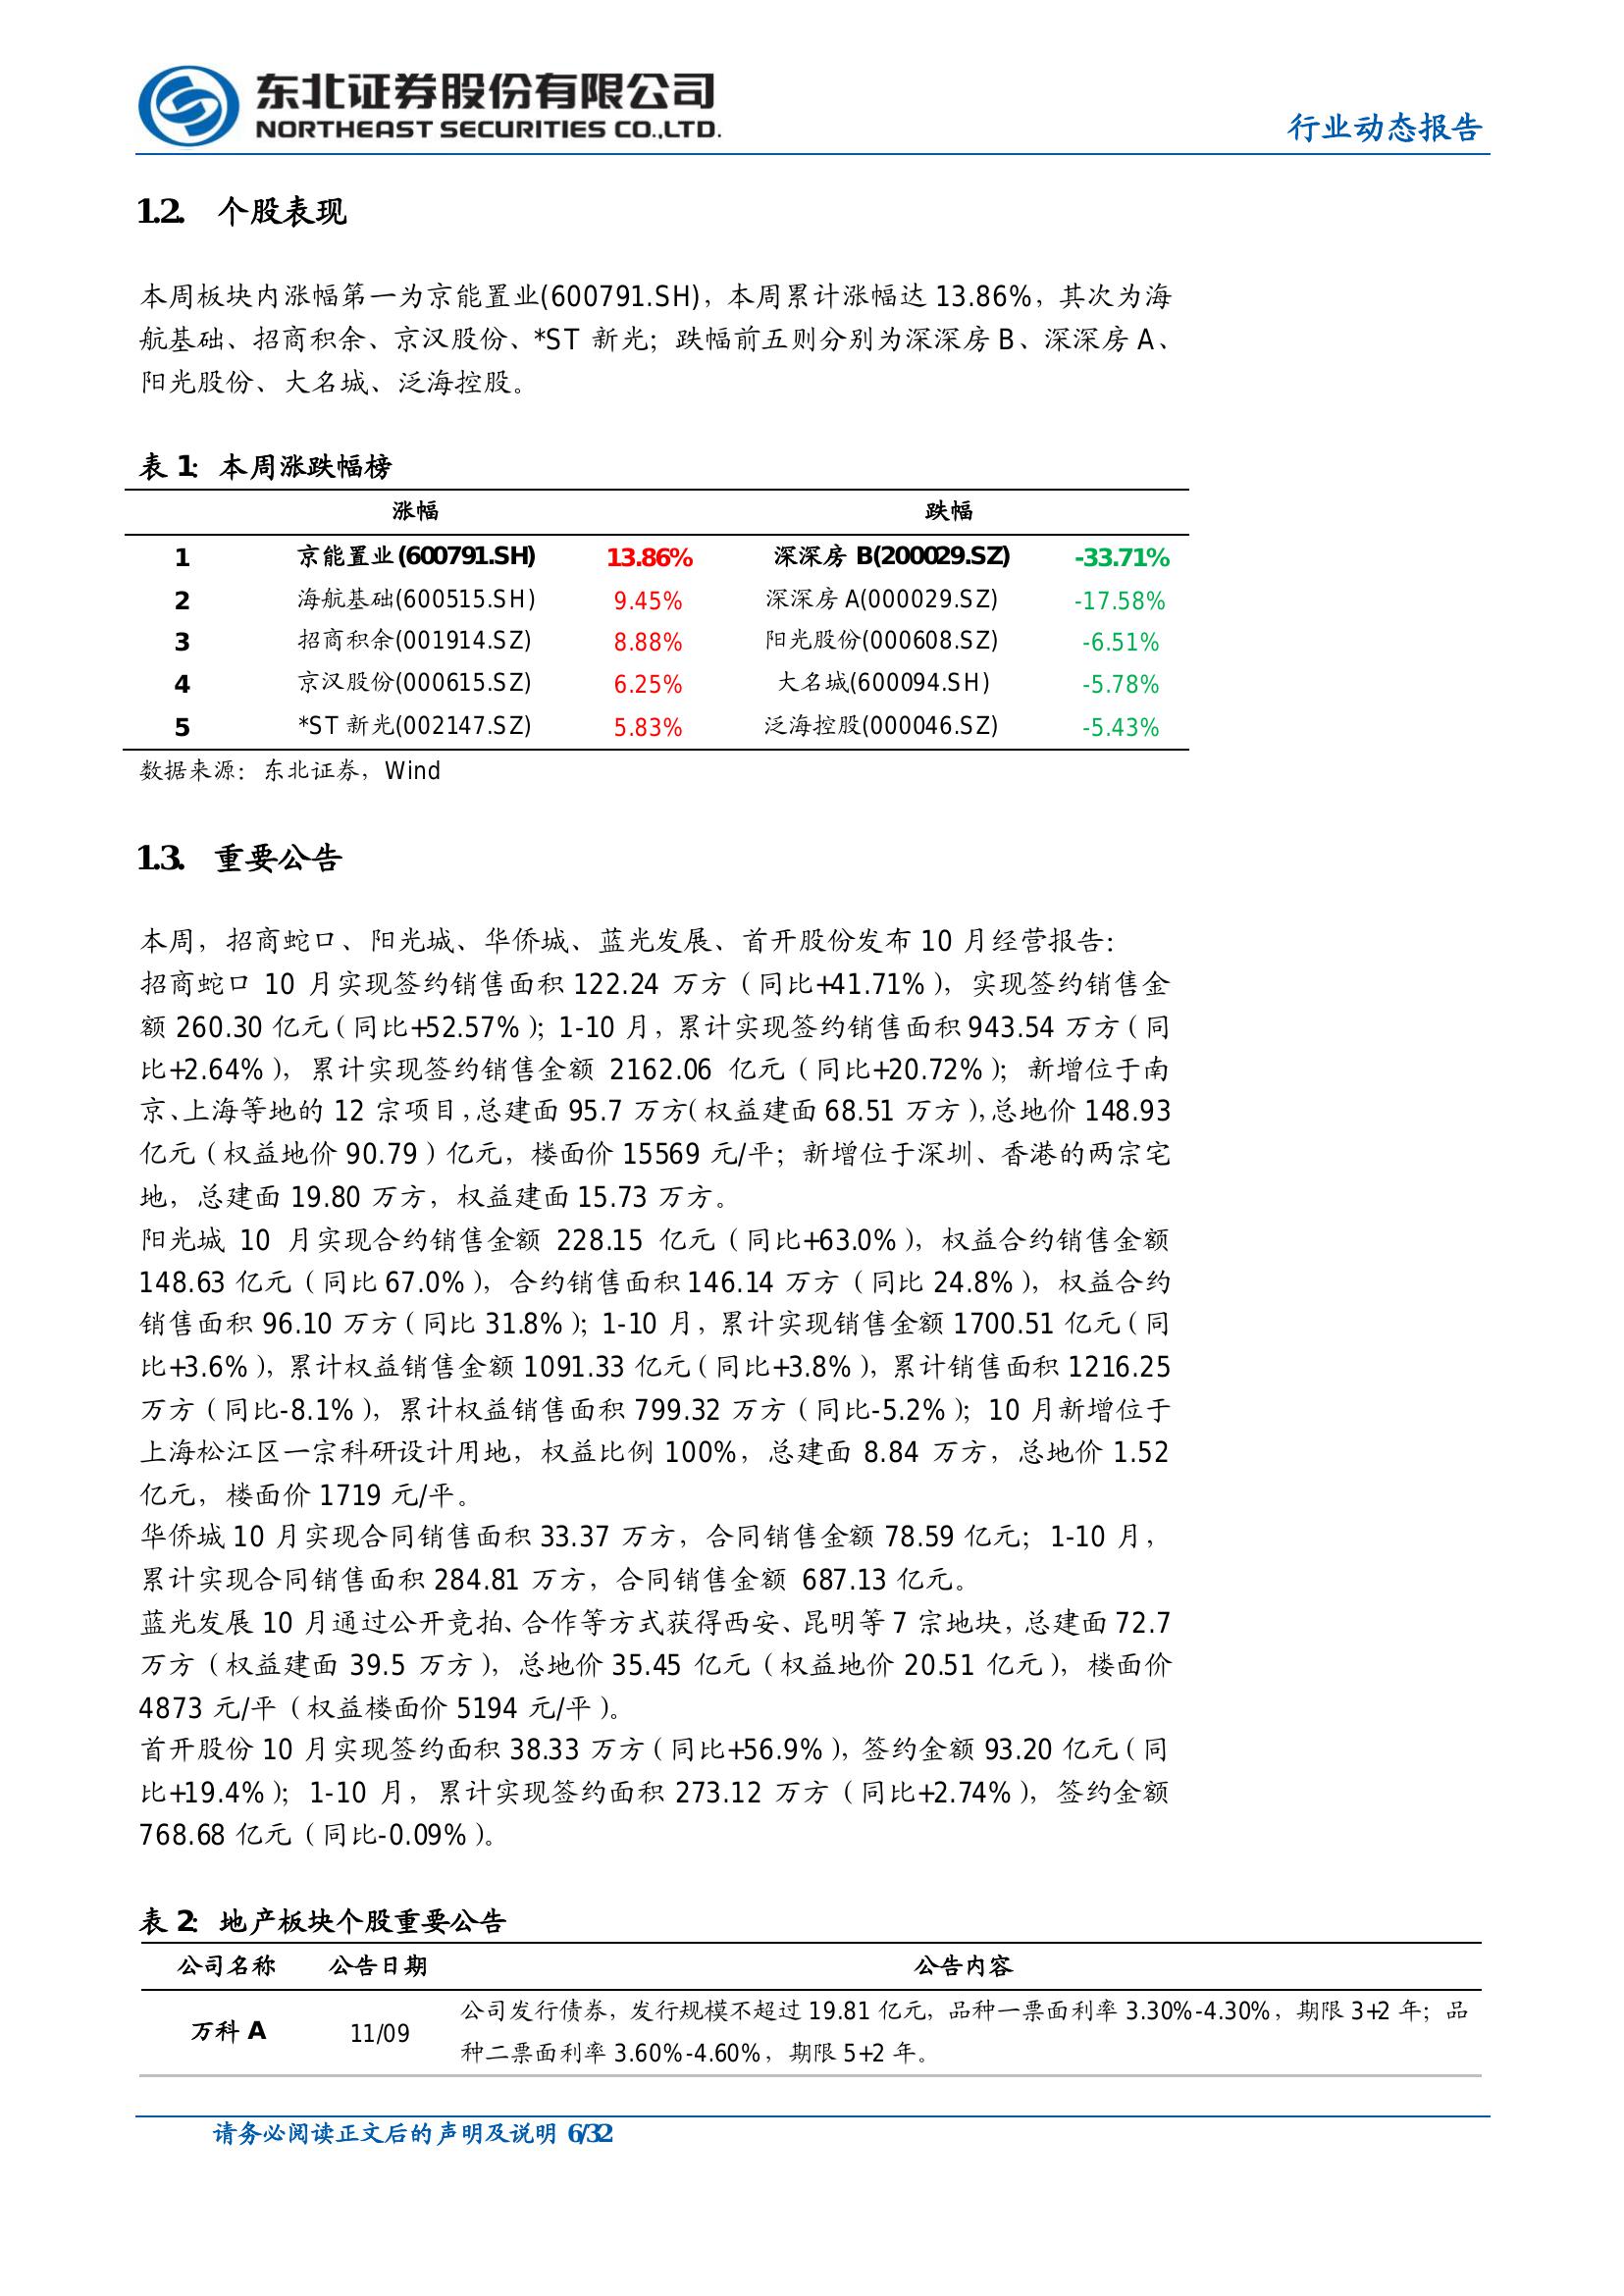 东北证券股份有限公司
NORTHEAST SECURITIES CO.,LTD.
行业动态报告
1.2. 个股表现
本周板块内涨幅第一为京能置业(600791.SH)，本周累计涨幅达 13.86%，其次为海
航基础、招商积余、京汉股份、*ST 新光；跌幅前五则分别为深深房 B、深深房 A、
阳光股份、大名城、泛海控股。
表 1：本周涨跌幅榜
涨幅 跌幅
1 京能置业(600791.SH) 13.86% 深深房 B(200029.SZ) -33.71%
2 海航基础(600515.SH) 9.45% 深深房 A(000029.SZ) -17.58%
3 招商积余(001914.SZ) 8.88% 阳光股份(000608.SZ) -6.51%
4 京汉股份(000615.SZ) 6.25% 大名城(600094.SH) -5.78%
5 *ST 新光(002147.SZ) 5.83% 泛海控股(000046.SZ) -5.43%
数据来源：东北证券，Wind
1.3. 重要公告
本周，招商蛇口、阳光城、华侨城、蓝光发展、首开股份发布 10 月经营报告：
招商蛇口 10 月实现签约销售面积 122.24 万方（同比+41.71%），实现签约销售金
额 260.30 亿元（同比+52.57%）；1-10 月，累计实现签约销售面积 943.54 万方（同
比+2.64%），累计实现签约销售金额 2162.06 亿元（同比+20.72%）；新增位于南
京、上海等地的 12 宗项目，总建面 95.7 万方（权益建面 68.51 万方），总地价 148.93
亿元（权益地价 90.79）亿元，楼面价 15569 元/平；新增位于深圳、香港的两宗宅
地，总建面 19.80 万方，权益建面 15.73 万方。
阳光城 10 月实现合约销售金额 228.15 亿元（同比+63.0%），权益合约销售金额
148.63 亿元（同比 67.0%），合约销售面积 146.14 万方（同比 24.8%），权益合约
销售面积 96.10 万方（同比 31.8%）；1-10 月，累计实现销售金额 1700.51 亿元（同
比+3.6%），累计权益销售金额 1091.33 亿元（同比+3.8%），累计销售面积 1216.25
万方（同比-8.1%），累计权益销售面积 799.32 万方（同比-5.2%）；10 月新增位于
上海松江区一宗科研设计用地，权益比例 100%，总建面 8.84 万方，总地价 1.52
亿元，楼面价 1719 元/平。
华侨城 10 月实现合同销售面积 33.37 万方，合同销售金额 78.59 亿元；1-10 月，
累计实现合同销售面积 284.81 万方，合同销售金额 687.13 亿元。
蓝光发展 10 月通过公开竞拍、合作等方式获得西安、昆明等 7 宗地块，总建面 72.7
万方（权益建面 39.5 万方），总地价 35.45 亿元（权益地价 20.51 亿元），楼面价
4873 元/平（权益楼面价 5194 元/平）。
首开股份 10 月实现签约面积 38.33 万方（同比+56.9%），签约金额 93.20 亿元（同
比+19.4%）；1-10 月，累计实现签约面积 273.12 万方（同比+2.74%），签约金额
768.68 亿元（同比-0.09%）。
表 2：地产板块个股重要公告
公司名称 公告日期 公告内容
万科 A 11/09 公司发行债券，发行规模不超过 19.81 亿元，品种一票面利率 3.30%-4.30%，期限 3+2 年；品
种二票面利率 3.60%-4.60%，期限 5+2 年。
请务必阅读正文后的声明及说明 6/32